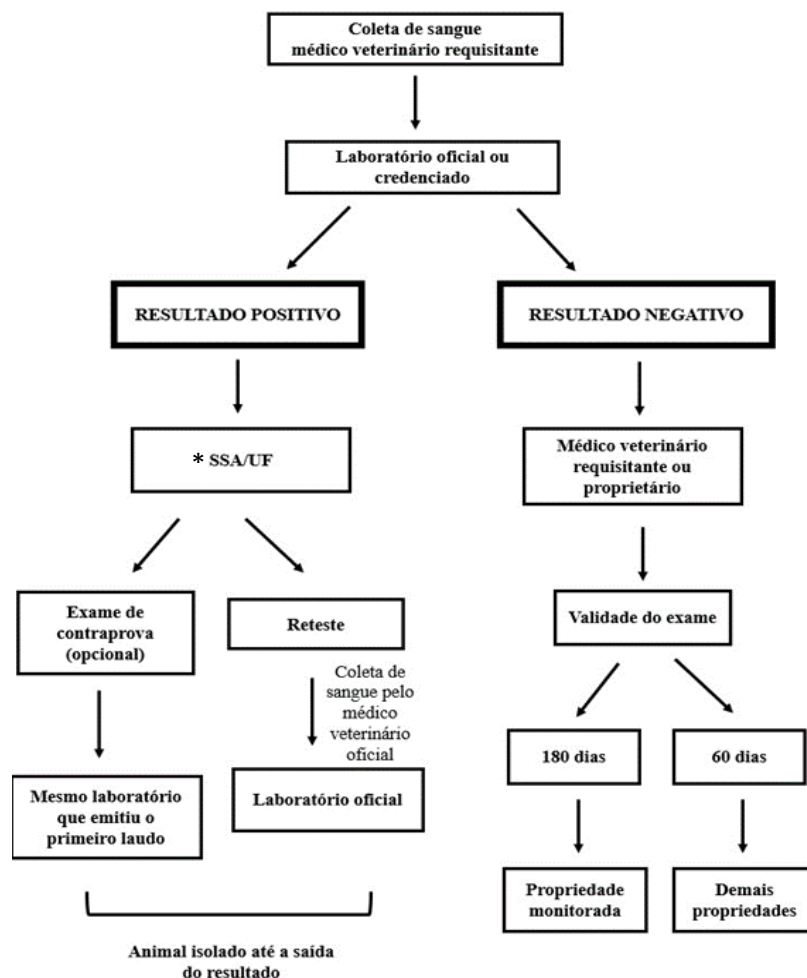 Coleta de sangue
médico veterinário requisitante
Laboratório oficial ou
credenciado
RESULTADO POSITIVO
RESULTADO NEGATIVO
* SSA/UF
Médico veterinário
requisitante ou
proprietário
Exame de
contraprova
(opcional)
Reteste
Validade do exame
Coleta de
sangue pelo
médico
veterinário
oficial
180 dias
60 dias
Mesmo laboratório
que emitiu o
primeiro laudo
Laboratório oficial
Propriedade
monitorada
Demais
propriedades
Animal isolado até a saída
do resultado